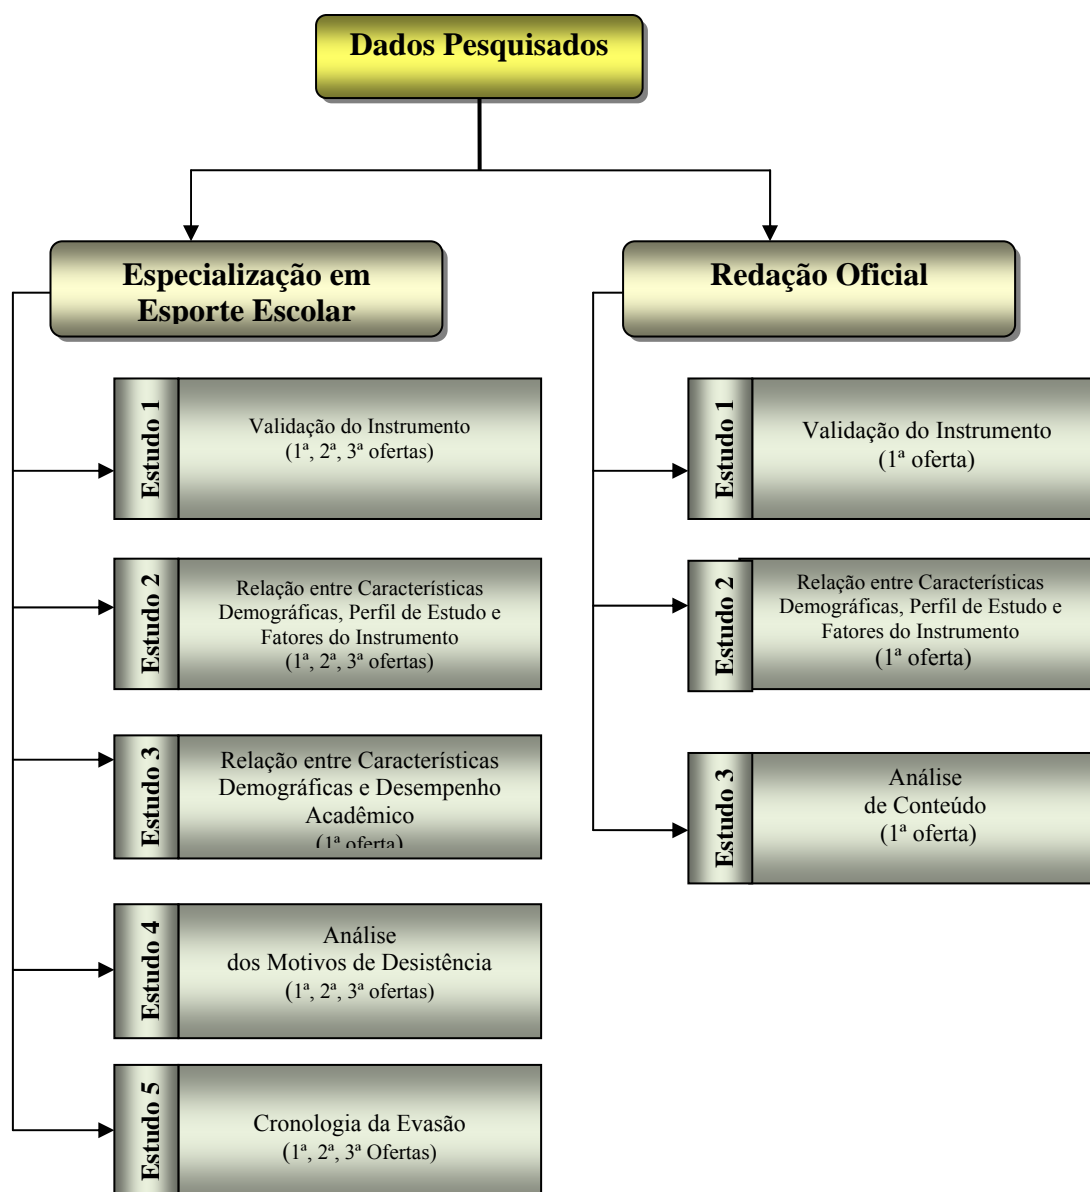 Dados Pesquisados
Especialização em
Esporte Escolar
Redação Oficial
Estudo 1
Validação do Instrumento
(1ª, 2ª, 3ª ofertas)
Estudo 2
Relação entre Características
Demográficas, Perfil de Estudo e
Fatores do Instrumento
(1ª, 2ª, 3ª ofertas)
Estudo 3
Relação entre Características
Demográficas e Desempenho
Acadêmico
(1ª oferta)
Estudo 4
Análise
dos Motivos de Desistência
(1ª, 2ª, 3ª ofertas)
Estudo 5
Cronologia da Evasão
(1ª, 2ª, 3ª Ofertas)
Estudo 1
Validação do Instrumento
(1ª oferta)
Estudo 2
Relação entre Características
Demográficas, Perfil de Estudo e
Fatores do Instrumento
(1ª oferta)
Estudo 3
Análise
de Conteúdo
(1ª oferta)